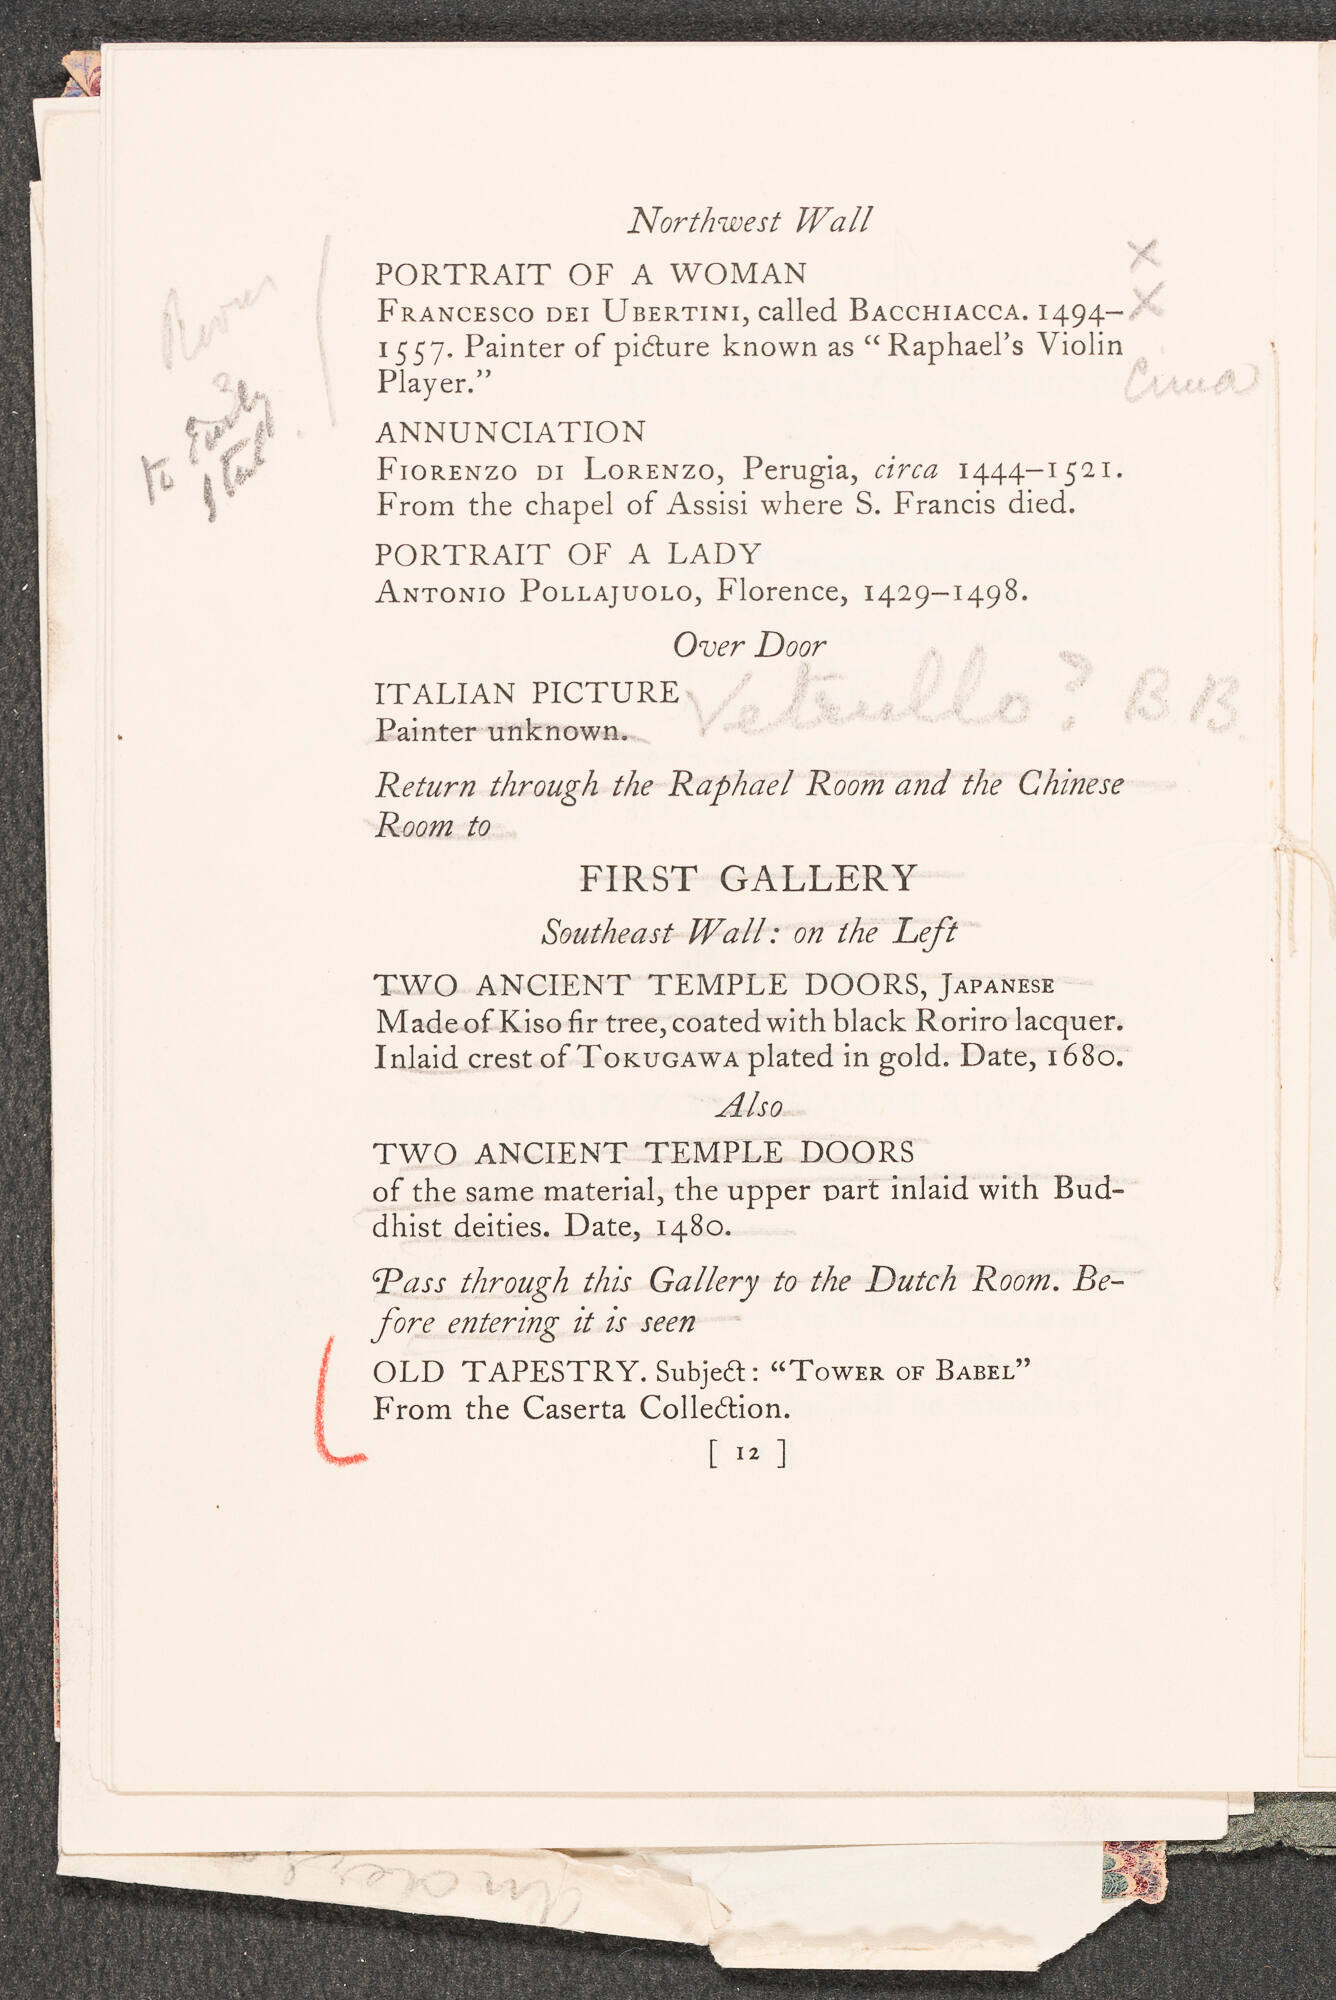 Northwest Wall
PORTRAIT OF A WOMAN
X
FRANCESCO DEI UBERTINI, called BACCHIACCA. 1494–
X
1557. Painter of picture known as “Raphael's Violin
Player.”
Cima
to
ANNUNCIATION
FIORENZO DI LORENZO, Perugia, circa 1444–1521.
From the chapel of Assisi where S. Francis died.
PORTRAIT OF A LADY
ANTONIO POLLAJUOLO, Florence, 1429–1498.
Over Door
ITALIAN PICTURE
Vetrullo? B B.
Painter unknown.
Return through the Raphael Room and the Chinese
Room to
FIRST GALLERY
Southeast Wall: on the Left
TWO ANCIENT TEMPLE DOORS, JAPANESE
Made of Kiso fir tree, coated with black Roriro lacquer.
Inlaid crest of TOKUGAWA plated in gold. Date, 1680.
Also
TWO ANCIENT TEMPLE DOORS
of the same material, the upper part inlaid with Bud-
dhist deities. Date, 1480.
Pass through this Gallery to the Dutch Room. Be-
fore entering it is seen
OLD TAPESTRY. Subject: “TOWER OF BABEL”
From the Caserta Collection.
[ 12 ]